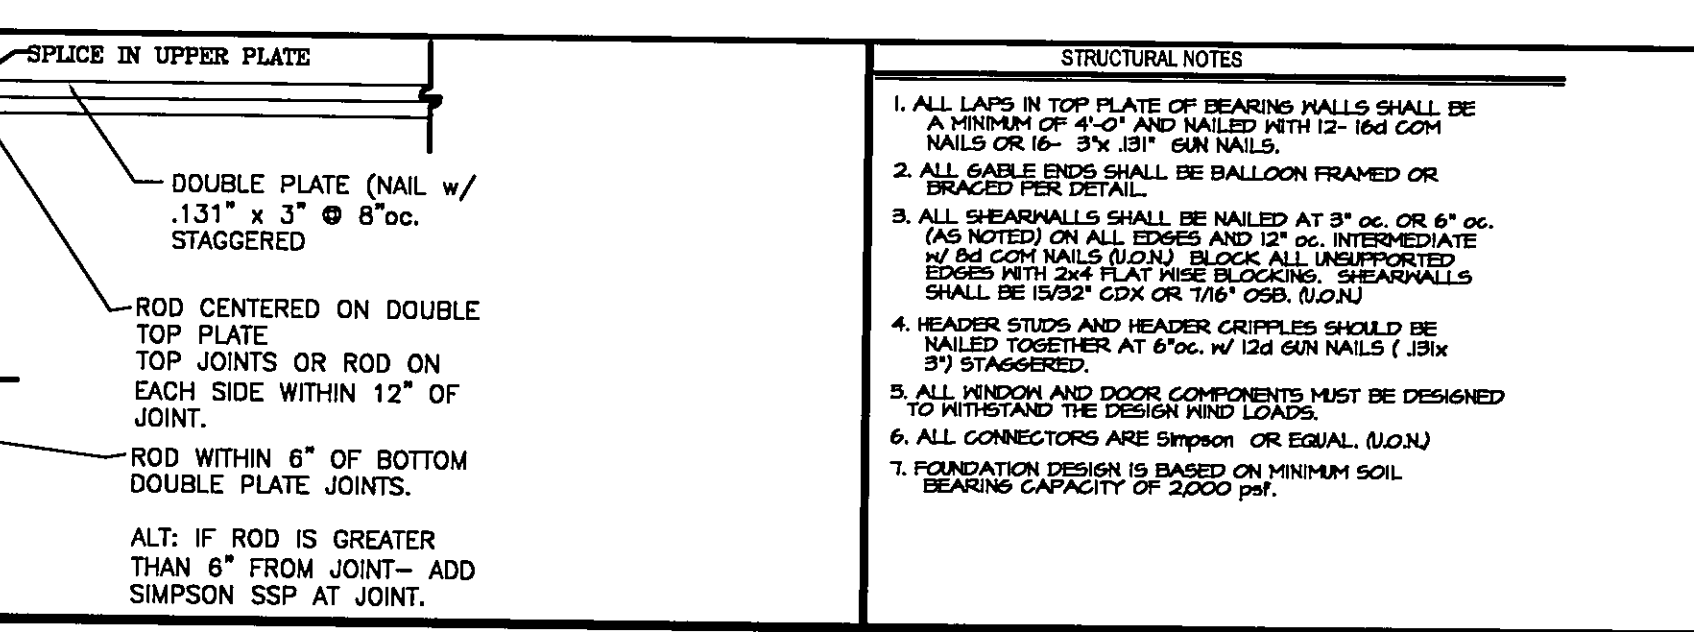 SPLICE IN UPPER PLATE
DOUBLE PLATE (NAIL w/
.131" x 3" @ 8"oc.
STAGGERED
ROD CENTERED ON DOUBLE
TOP PLATE
TOP JOINTS OR ROD ON
EACH SIDE WITHIN 12" OF
JOINT.
ROD WITHIN 6" OF BOTTOM
DOUBLE PLATE JOINTS.
ALT: IF ROD IS GREATER
THAN 6" FROM JOINT– ADD
SIMPSON SSP AT JOINT.
STRUCTURAL NOTES
1. ALL LAPS IN TOP PLATE OF BEARING WALLS SHALL BE
A MINIMUM OF 4'-0" AND NAILED WITH 12- 16d COM
NAILS OR 16- 3"x .131" GUN NAILS.
2. ALL GABLE ENDS SHALL BE BALLOON FRAMED OR
BRACED PER DETAIL.
3. ALL SHEARWALLS SHALL BE NAILED AT 3" oc. OR 6" oc.
(AS NOTED) ON ALL EDGES AND 12" oc. INTERMEDIATE
w/ 8d COM NAILS (U.O.N.) BLOCK ALL UNSUPPORTED
EDGES WITH 2x4 FLAT WISE BLOCKING. SHEARWALLS
SHALL BE 15/32" CDX OR 7/16" OSB. (U.O.N.)
4. HEADER STUDS AND HEADER CRIPPLES SHOULD BE
NAILED TOGETHER AT 6"oc. w/ 12d GUN NAILS ( .131x
3") STAGGERED.
5. ALL WINDOW AND DOOR COMPONENTS MUST BE DESIGNED
TO WITHSTAND THE DESIGN WIND LOADS.
6. ALL CONNECTORS ARE Simpson OR EQUAL. (U.O.N.)
7. FOUNDATION DESIGN IS BASED ON MINIMUM SOIL
BEARING CAPACITY OF 2,000 psf.